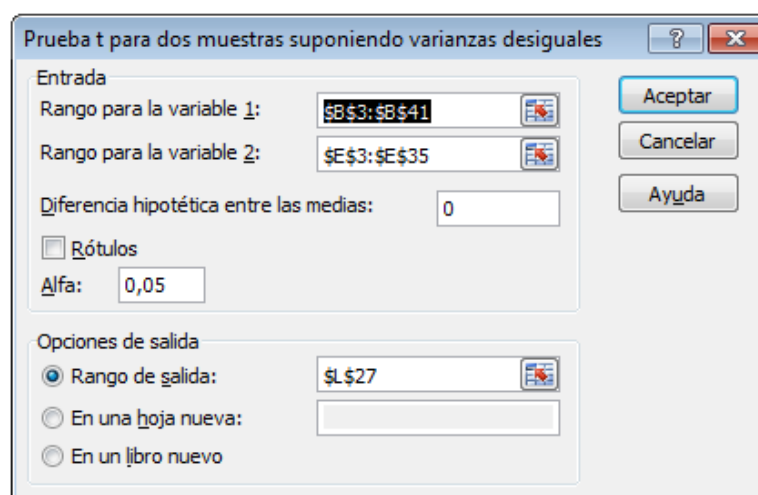 Prueba t para dos muestras suponiendo varianzas desiguales
Entrada
Rango para la variable 1: $B$3:$B$41
Rango para la variable 2: $E$3:$E$35
Diferencia hipotética entre las medias: 0
Rótulos
Alfa: 0,05
Aceptar
Cancelar
Ayuda
Opciones de salida
Rango de salida: $L$27
En una hoja nueva:
En un libro nuevo